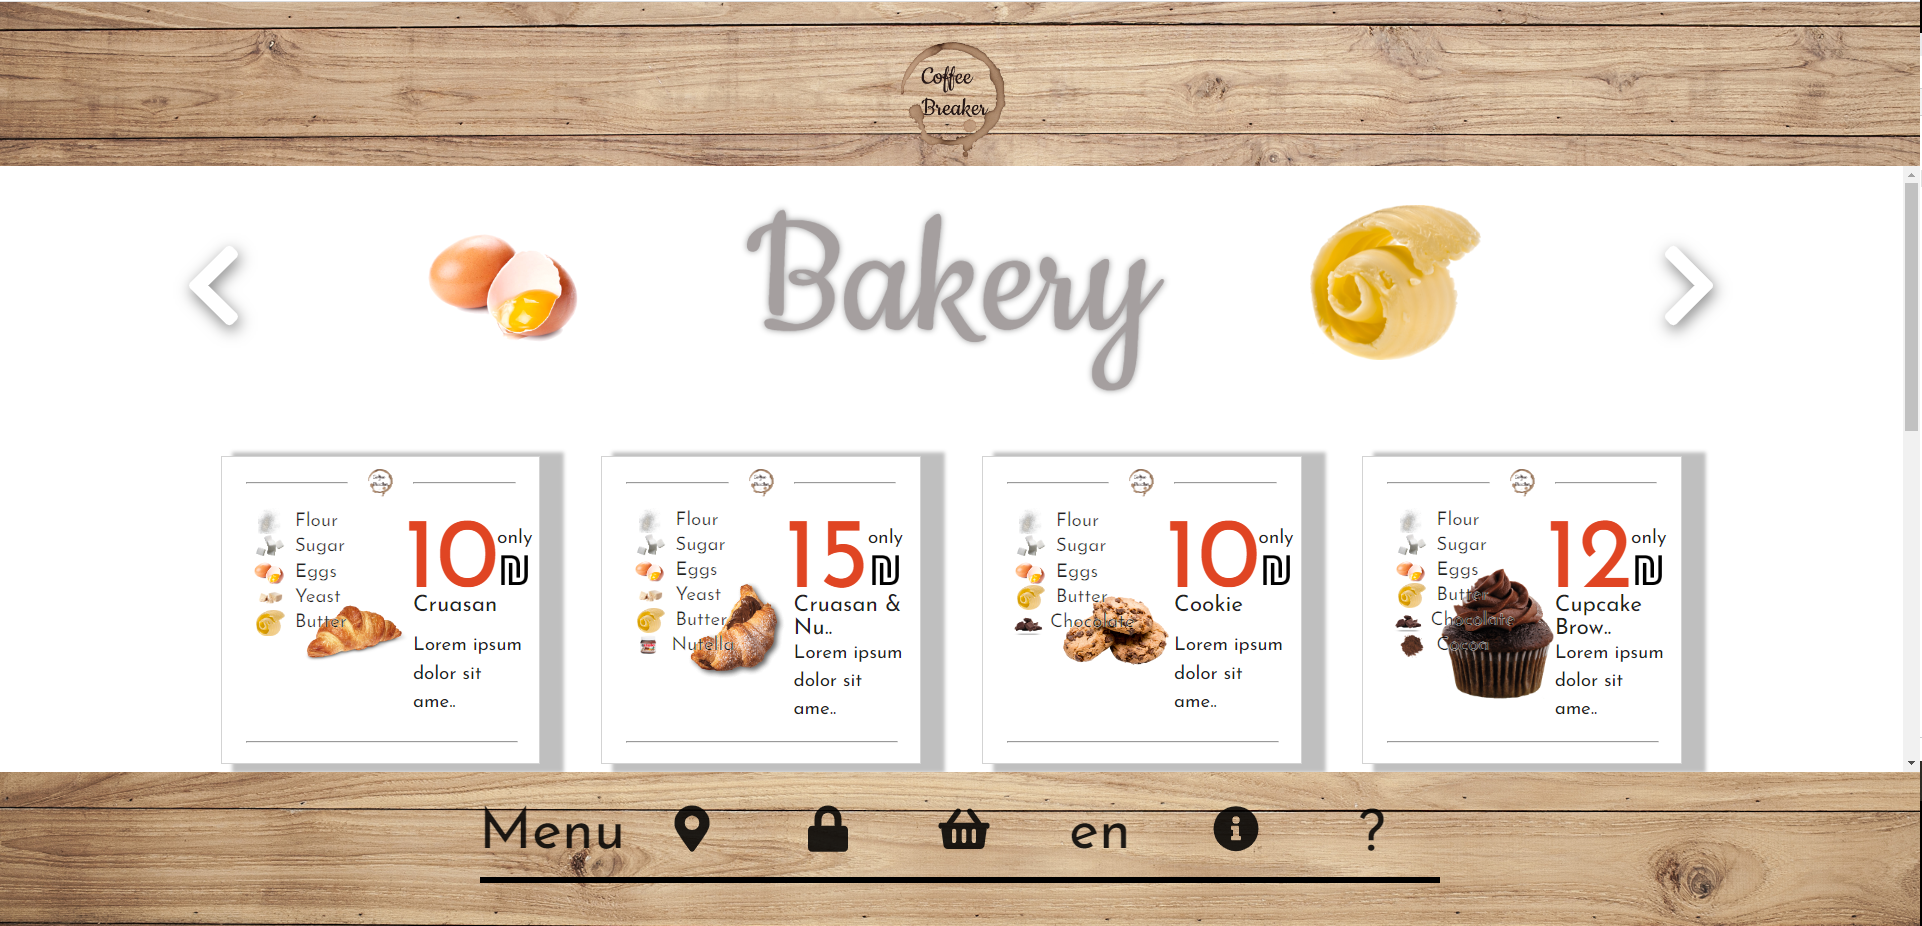 Coffee
Breaker
Bakery
Flour
Sugar
Eggs
Yeast
Butter
10 only
₪
Cruasan
Lorem ipsum
dolor sit
ame..
Flour
Sugar
Eggs
Yeast
Butter
Nutella
15 only
₪
Cruasan &
Nu..
Lorem ipsum
dolor sit
ame..
Flour
Sugar
Eggs
Butter
Chocolate
10 only
₪
Cookie
Lorem ipsum
dolor sit
ame..
Flour
Sugar
Eggs
Butter
Chocolate
Cocoa
12 only
₪
Cupcake
Brow..
Lorem ipsum
dolor sit
ame..
Menu en ?